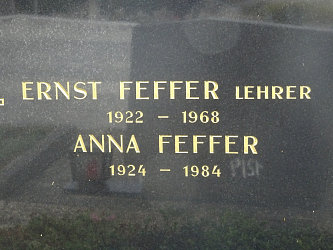 ERNST FEFFER LEHRER
1922 – 1968
ANNA FEFFER
1924 – 1984